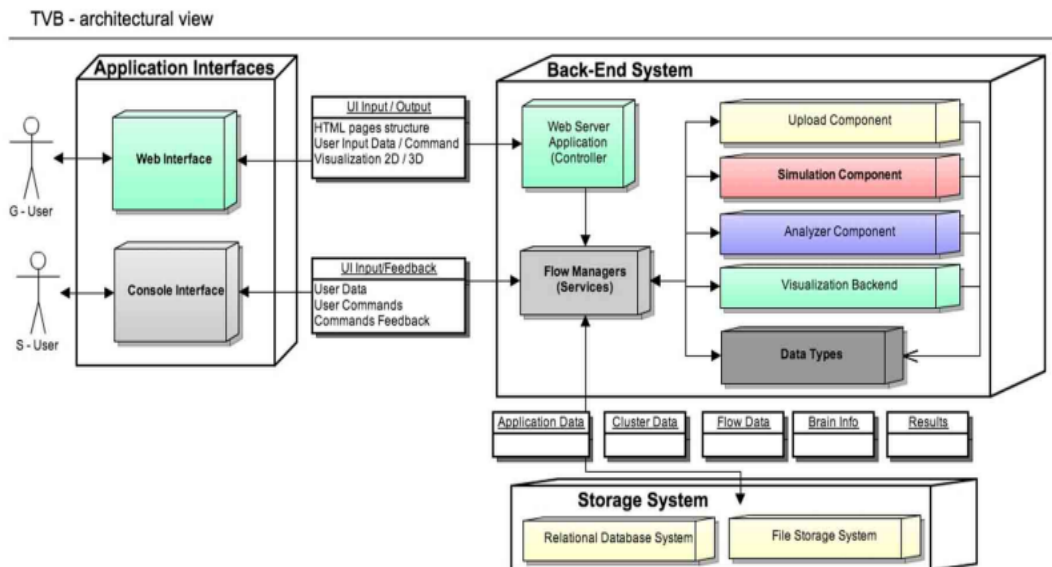 TVB - architectural view
Application Interfaces
Web Interface
Console Interface
G - User
S - User
UI Input / Output
HTML pages structure
User Input Data / Command
Visualization 2D / 3D
UI Input/Feedback
User Data
User Commands
Commands Feedback
Back-End System
Web Server
Application
(Controller
Flow Managers
(Services)
Upload Component
Simulation Component
Analyzer Component
Visualization Backend
Data Types
Application Data
Cluster Data
Flow Data
Brain Info
Results
Storage System
Relational Database System
File Storage System